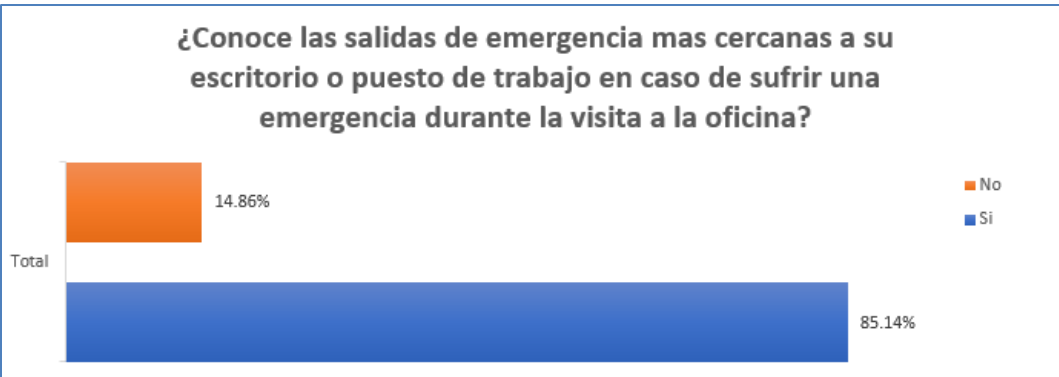 ¿Conoce las salidas de emergencia mas cercanas a su
escritorio o puesto de trabajo en caso de sufrir una
emergencia durante la visita a la oficina?
14.86%
No
Si
Total
85.14%